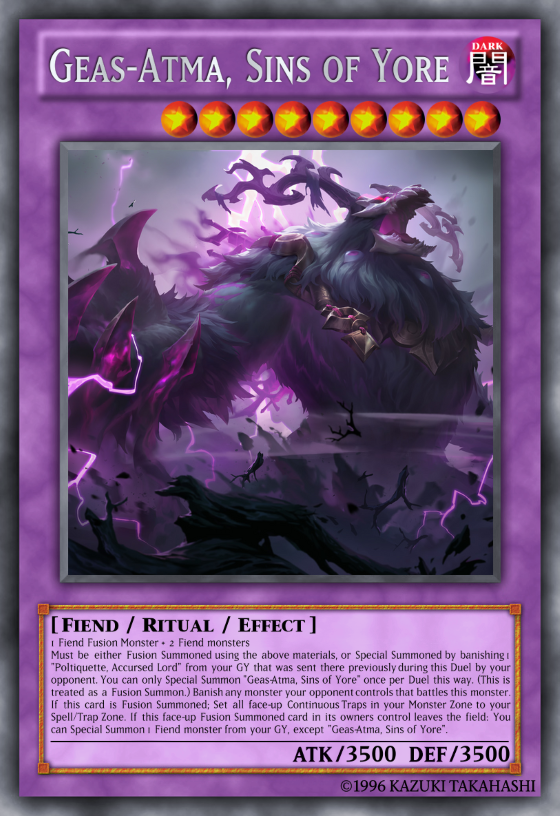 Geas-Atma, Sins of Yore
DARK
闇
[ Fiend / Ritual / Effect ]
1 Fiend Fusion Monster + 2 Fiend monsters
Must be either Fusion Summoned using the above materials, or Special Summoned by banishing 1
"Poltiquette, Accursed Lord" from your GY that was sent there previously during this Duel by your
opponent. You can only Special Summon "Geas-Atma, Sins of Yore" once per Duel this way. (This is
treated as a Fusion Summon.) Banish any monster your opponent controls that battles this monster.
If this card is Fusion Summoned; Set all face-up Continuous Traps in your Monster Zone to your
Spell/Trap Zone. If this face-up Fusion Summoned card in its owners control leaves the field: You
can Special Summon 1 Fiend monster from your GY, except "Geas-Atma, Sins of Yore".
ATK/3500 DEF/3500
©1996 KAZUKI TAKAHASHI